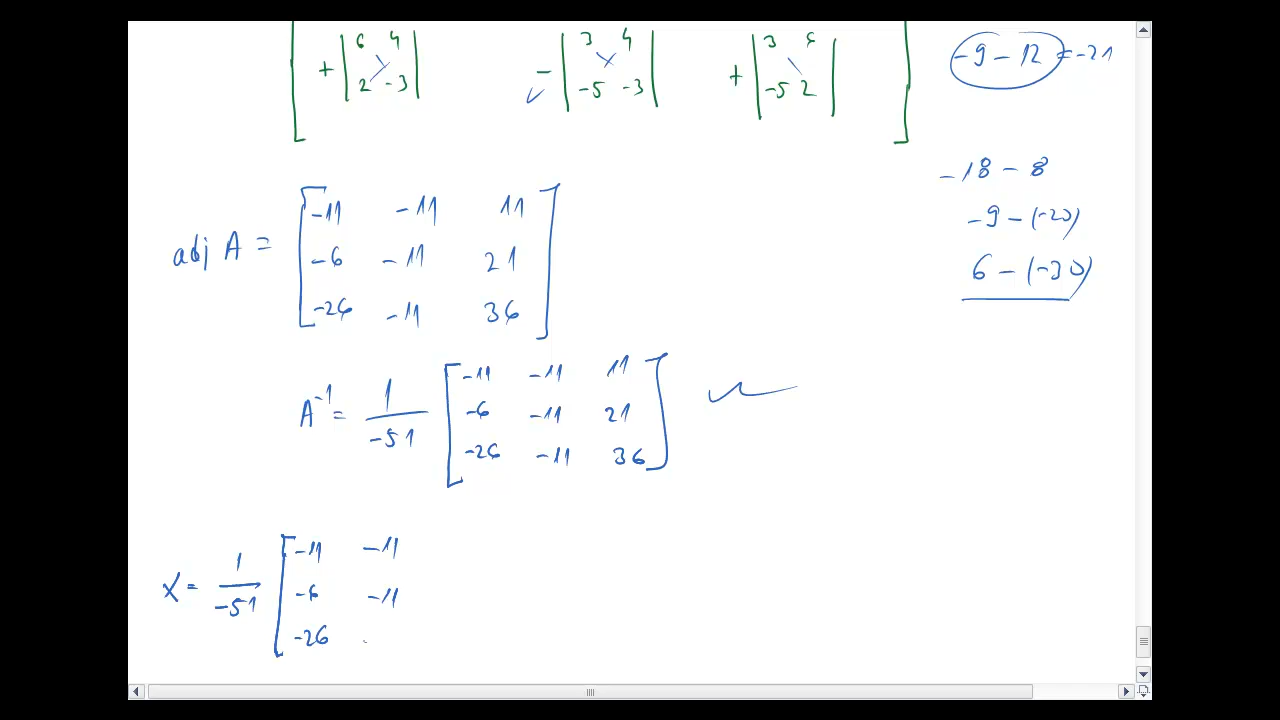 + | 6 4 | - | 3 4 | + | 3 6 | -9 - 12 = -21
| 2 -3 | | -5 -3 | | -5 2 |
-18 - 8
-9 - (-20)
6 - (-30)
adj A = [ -11 -11 11
-6 -11 21
-26 -11 36 ]
A⁻¹ = 1/-51 [ -11 -11 11
-6 -11 21
-26 -11 36 ]
X = 1/-51 [ -11 -11
-6 -11
-26